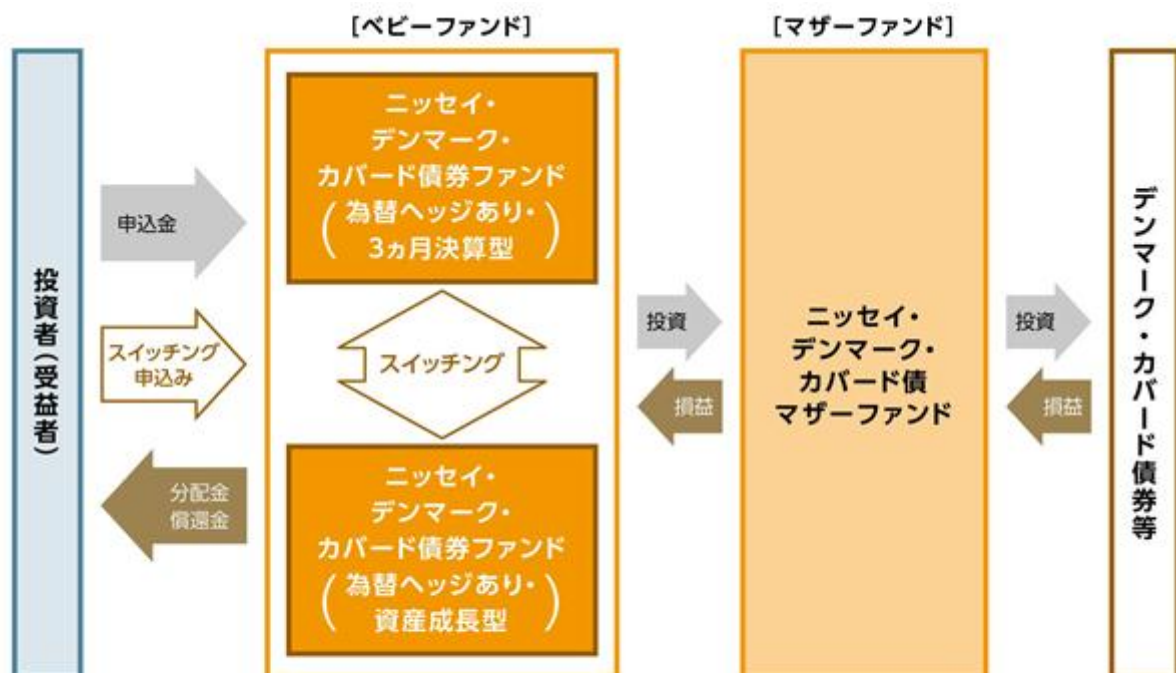 [ベビーファンド]
[マザーファンド]
投資者(受益者)
申込金
スイッチング
申込み
分配金
償還金
ニッセイ・
デンマーク・
カバード債券ファンド
(為替ヘッジあり・
3ヵ月決算型)
スイッチング
ニッセイ・
デンマーク・
カバード債券ファンド
(為替ヘッジあり・
資産成長型)
投資
損益
ニッセイ・
デンマーク・
カバード債
マザーファンド
投資
損益
デンマーク・カバード債券等